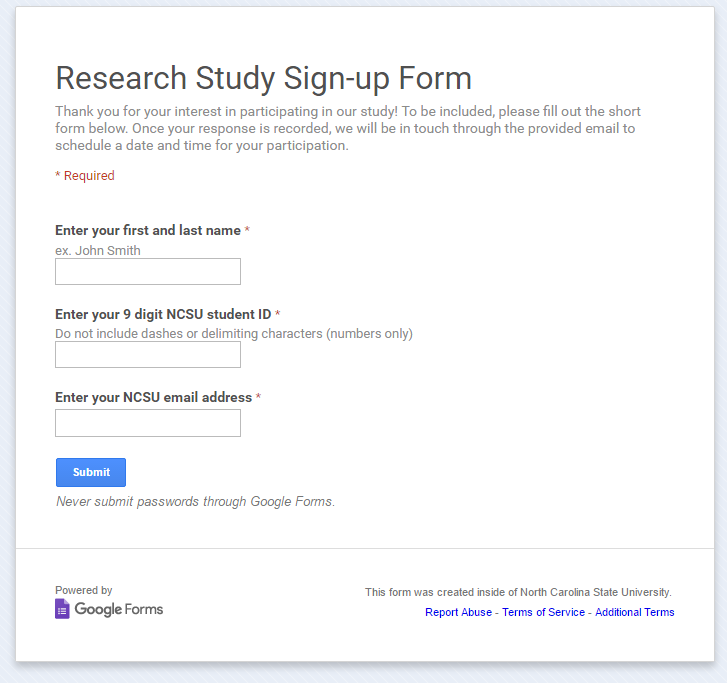 Research Study Sign-up Form
Thank you for your interest in participating in our study! To be included, please fill out the short
form below. Once your response is recorded, we will be in touch through the provided email to
schedule a date and time for your participation.
* Required
Enter your first and last name *
ex. John Smith
Enter your 9 digit NCSU student ID *
Do not include dashes or delimiting characters (numbers only)
Enter your NCSU email address *
Submit
Never submit passwords through Google Forms.
Powered by
Google Forms
This form was created inside of North Carolina State University.
Report Abuse - Terms of Service - Additional Terms